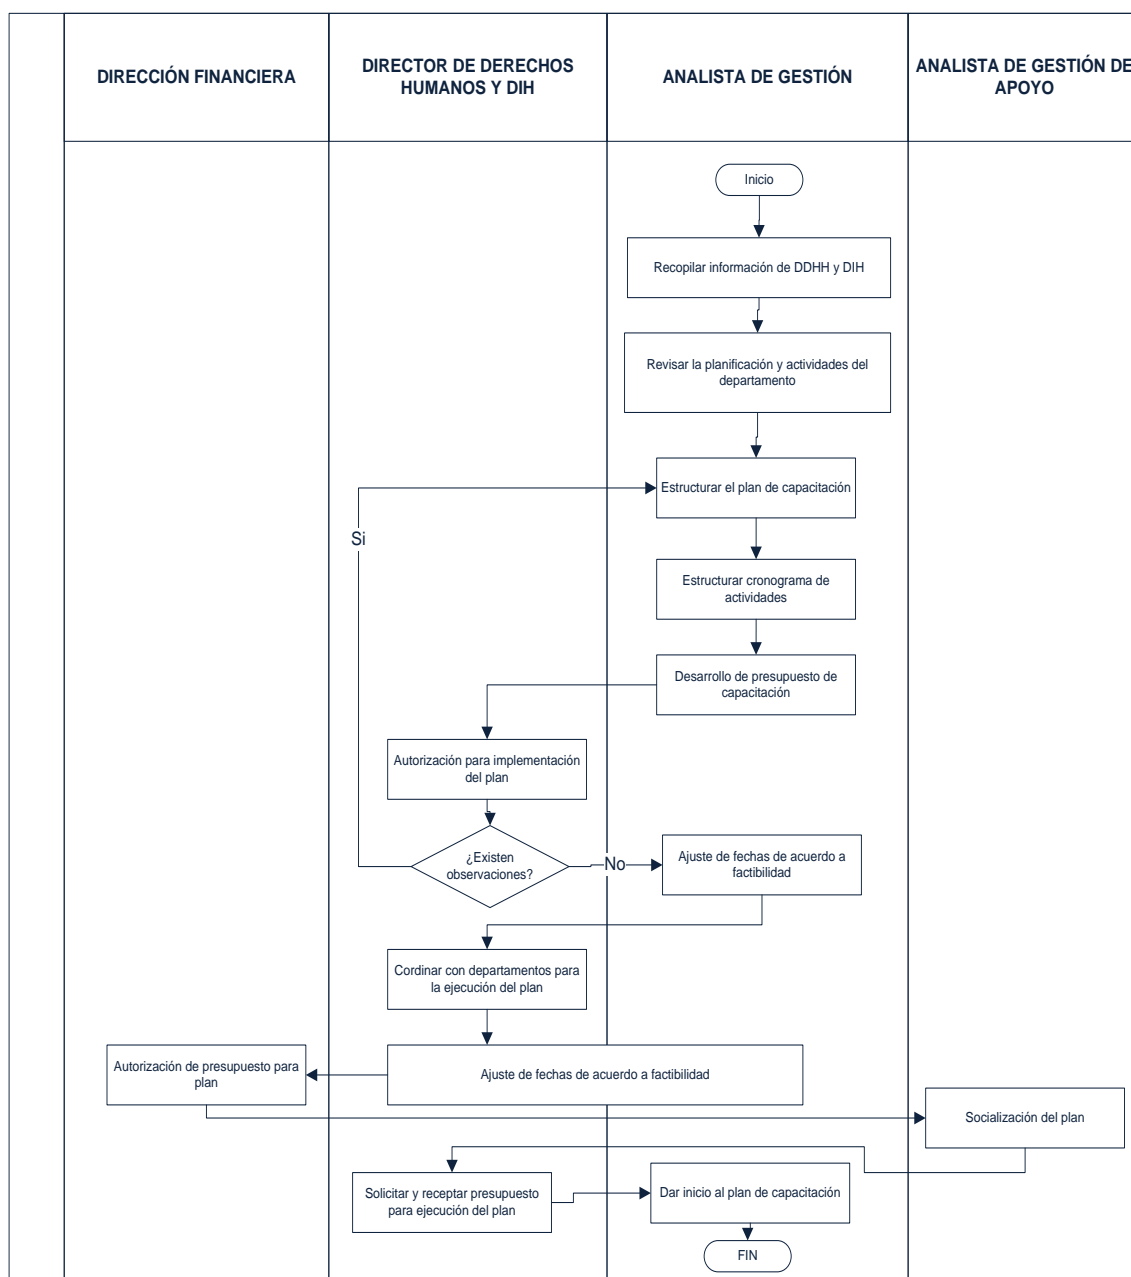 DIRECCIÓN FINANCIERA
DIRECTOR DE DERECHOS
HUMANOS Y DIH
ANALISTA DE GESTIÓN
ANALISTA DE GESTIÓN DE
APOYO
Inicio
Recopilar información de DDHH y DIH
Revisar la planificación y actividades del
departamento
Estructurar el plan de capacitación
Si
Estructurar cronograma de
actividades
Desarrollo de presupuesto de
capacitación
Autorización para implementación
del plan
¿Existen
observaciones?
No
Ajuste de fechas de acuerdo a
factibilidad
Cordinar con departamentos para
la ejecución del plan
Autorización de presupuesto para
plan
Ajuste de fechas de acuerdo a factibilidad
Socialización del plan
Solicitar y receptar presupuesto
para ejecución del plan
Dar inicio al plan de capacitación
FIN